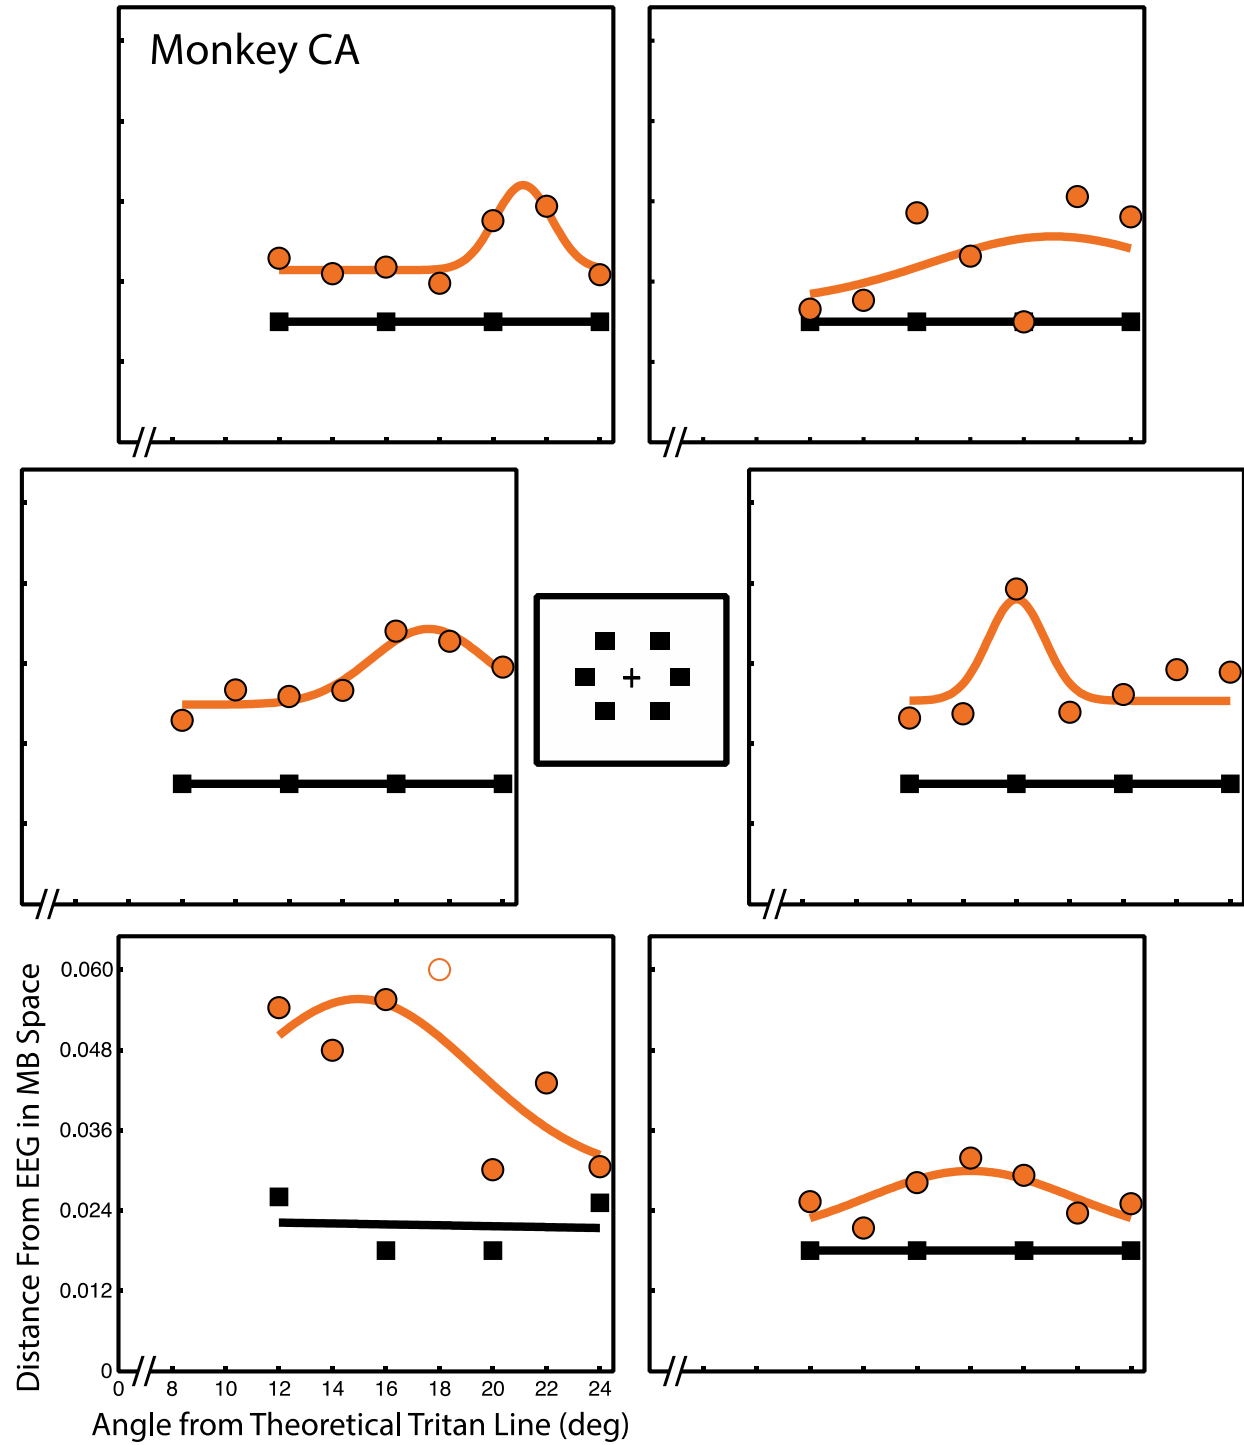 Monkey CA
Distance From EEG in MB Space
0.060
0.048
0.036
0.024
0.012
0
0 8 10 12 14 16 18 20 22 24
Angle from Theoretical Tritan Line (deg)